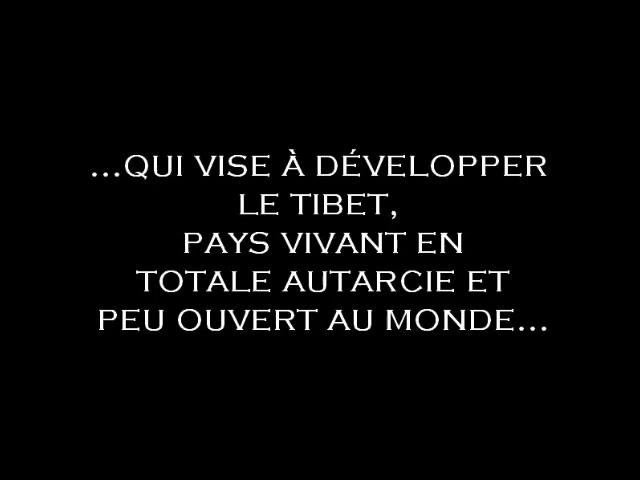 ...QUI VISE À DÉVELOPPER
LE TIBET,
PAYS VIVANT EN
TOTALE AUTARCIE ET
PEU OUVERT AU MONDE...